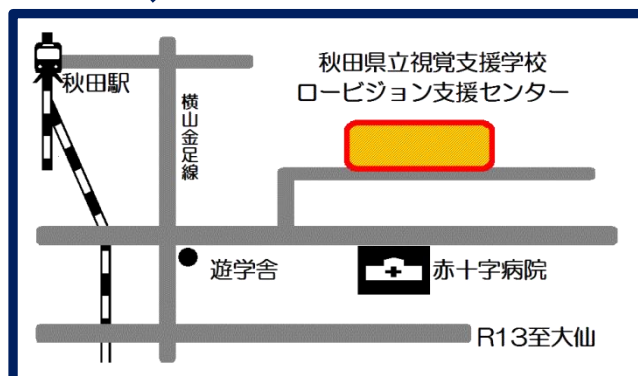 秋田駅
横山金足線
秋田県立視覚支援学校
ロービジョン支援センター
遊学舎
赤十字病院
R13至大仙